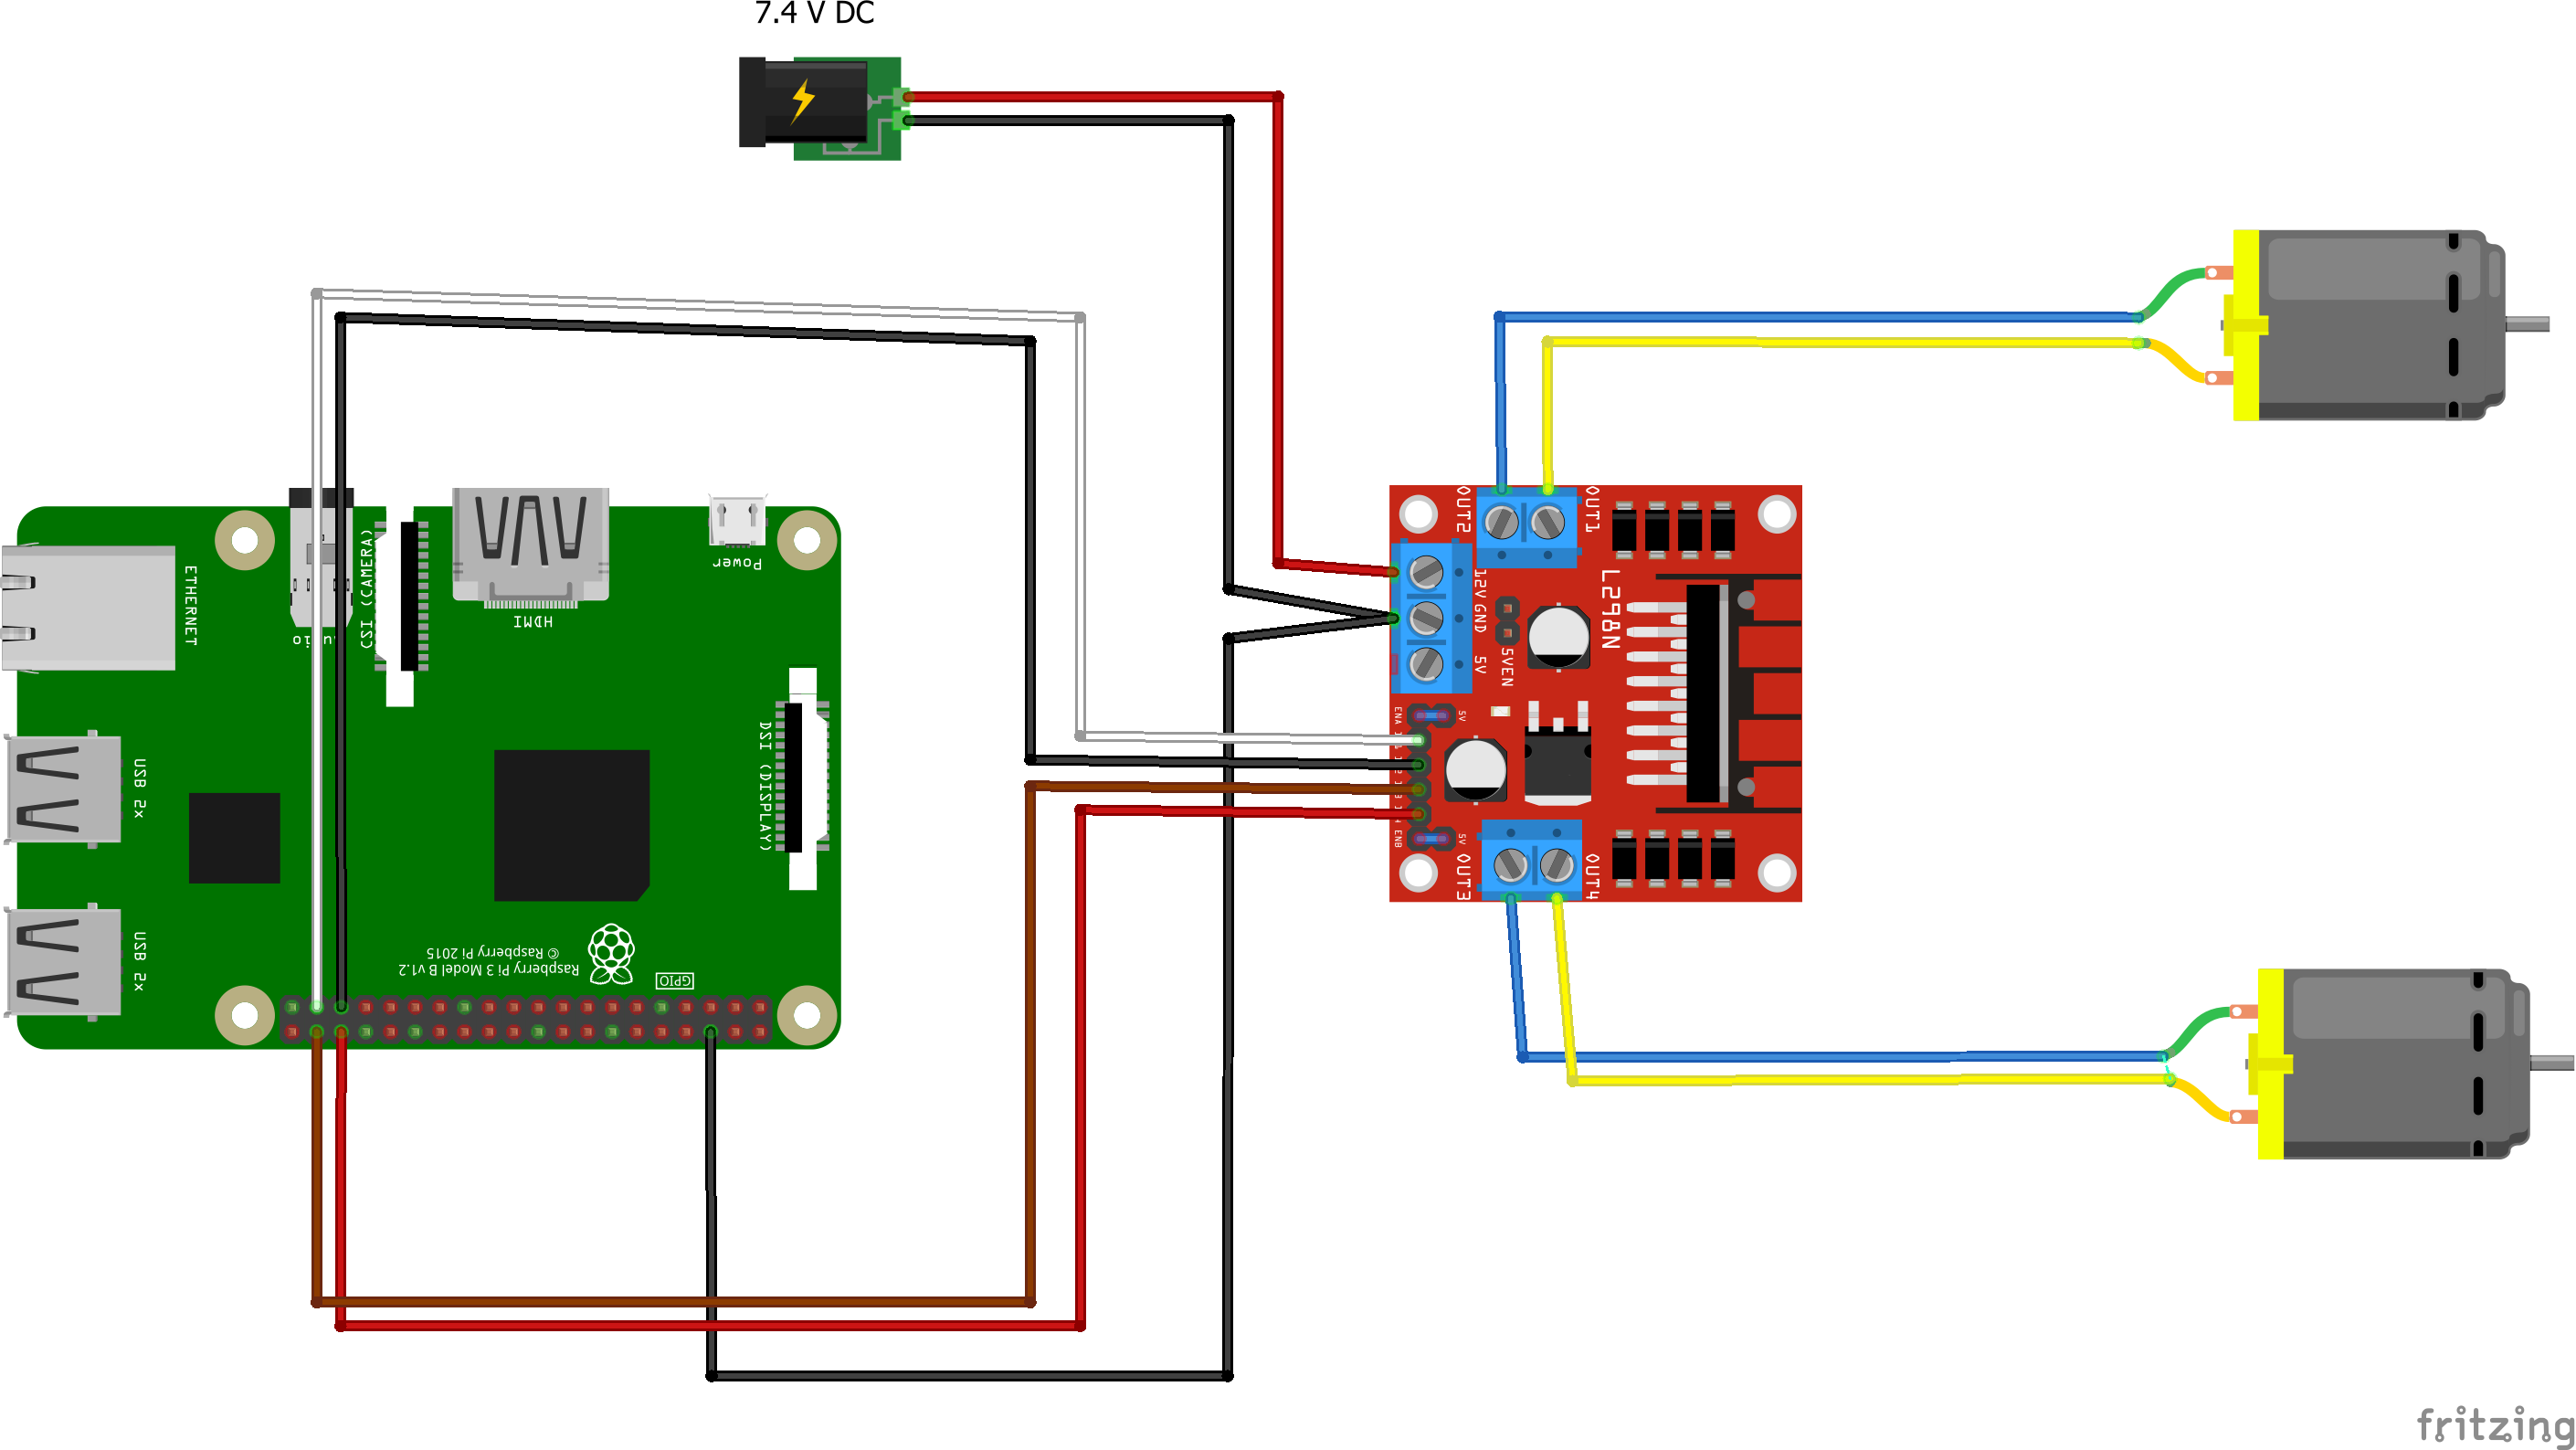 7.4 V DC
ETHERNET
CSI (CAMERA)
HDMI
Power
USB 2x
DSI (DISPLAY)
USB 2x
© Raspberry Pi 2015
Raspberry Pi 3 Model B v1.2
GPIO
OUT2
OUT1
12V
GND
5V
5VEN
L298N
ENA
5V
ENB
5V
OUT3
OUT4
fritzing